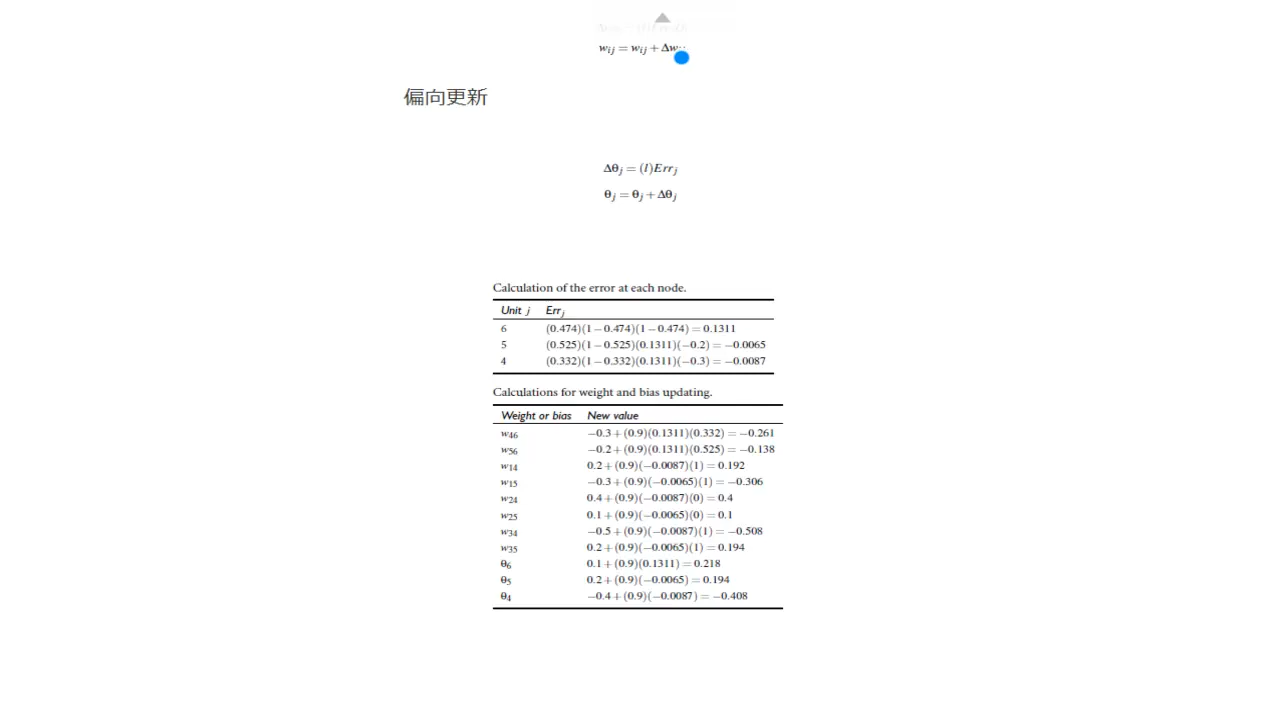 w_ij = w_ij + Δw
偏向更新
Δθ_j = (l)Err_j
θ_j = θ_j + Δθ_j
Calculation of the error at each node.
Unit j Err_j
6 (0.474)(1 − 0.474)(1 − 0.474) = 0.1311
5 (0.525)(1 − 0.525)(0.1311)(−0.2) = −0.0065
4 (0.332)(1 − 0.332)(0.1311)(−0.3) = −0.0087
Calculations for weight and bias updating.
Weight or bias New value
w46 −0.3 + (0.9)(0.1311)(0.332) = −0.261
w56 −0.2 + (0.9)(0.1311)(0.525) = −0.138
w14 0.2 + (0.9)(−0.0087)(1) = 0.192
w15 −0.3 + (0.9)(−0.0065)(1) = −0.306
w24 0.4 + (0.9)(−0.0087)(0) = 0.4
w25 0.1 + (0.9)(−0.0065)(0) = 0.1
w34 −0.5 + (0.9)(−0.0087)(1) = −0.508
w35 0.2 + (0.9)(−0.0065)(1) = 0.194
θ6 0.1 + (0.9)(0.1311) = 0.218
θ5 0.2 + (0.9)(−0.0065) = 0.194
θ4 −0.4 + (0.9)(−0.0087) = −0.408